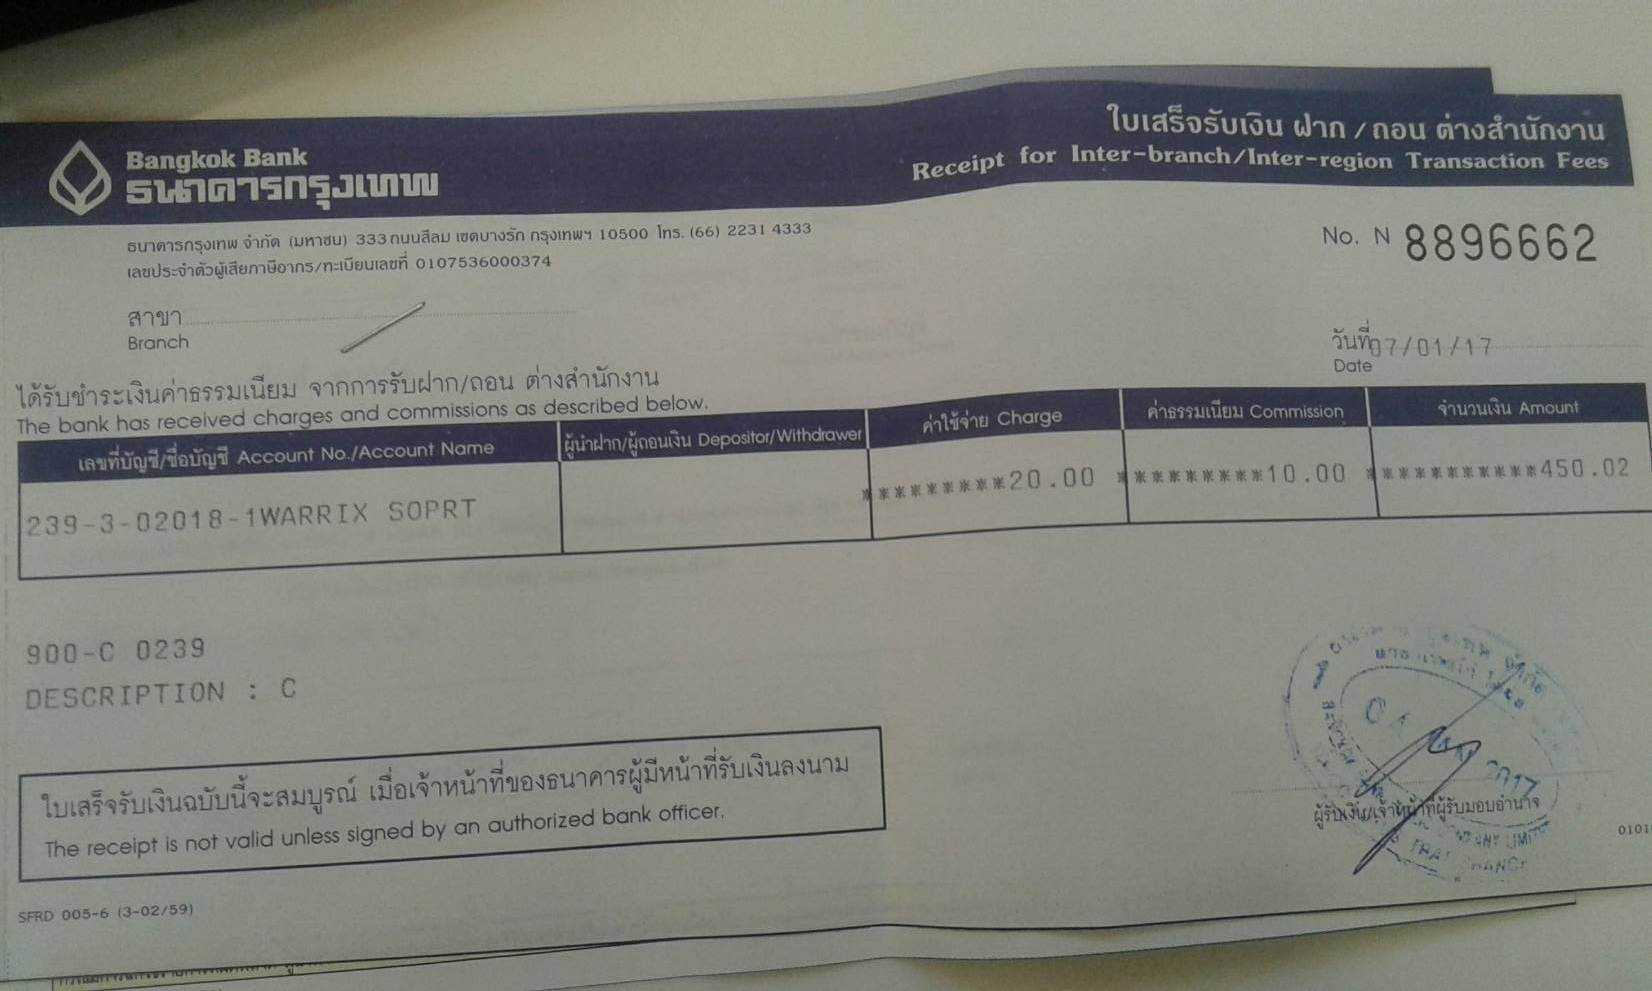 Bangkok Bank
ธนาคารกรุงเทพ
ใบเสร็จรับเงิน ฝาก / ถอน ต่างสำนักงาน
Receipt for Inter-branch/Inter-region Transaction Fees
ธนาคารกรุงเทพ จำกัด (มหาชน) 333 ถนนสีลม เขตบางรัก กรุงเทพฯ 10500 โทร. (66) 2231 4333
เลขประจำตัวผู้เสียภาษีอากร/ทะเบียนเลขที่ 0107536000374
No. N 8896662
สาขา
Branch
วันที่ 07/01/17
Date
ได้รับชำระเงินค่าธรรมเนียม จากการรับฝาก/ถอน ต่างสำนักงาน
The bank has received charges and commissions as described below.
เลขที่บัญชี/ชื่อบัญชี Account No./Account Name ผู้นำฝาก/ผู้ถอนเงิน Depositor/Withdrawer ค่าใช้จ่าย Charge ค่าธรรมเนียม Commission จำนวนเงิน Amount
239-3-02018-1WARRIX SOPRT *********20.00 *********10.00 ***********450.02
900-C 0239
DESCRIPTION : C
ใบเสร็จรับเงินฉบับนี้จะสมบูรณ์ เมื่อเจ้าหน้าที่ของธนาคารผู้มีหน้าที่รับเงินลงนาม
The receipt is not valid unless signed by an authorized bank officer.
2017
ผู้รับเงิน/เจ้าหน้าที่ผู้รับมอบอำนาจ
SFRD 005-6 (3-02/59)